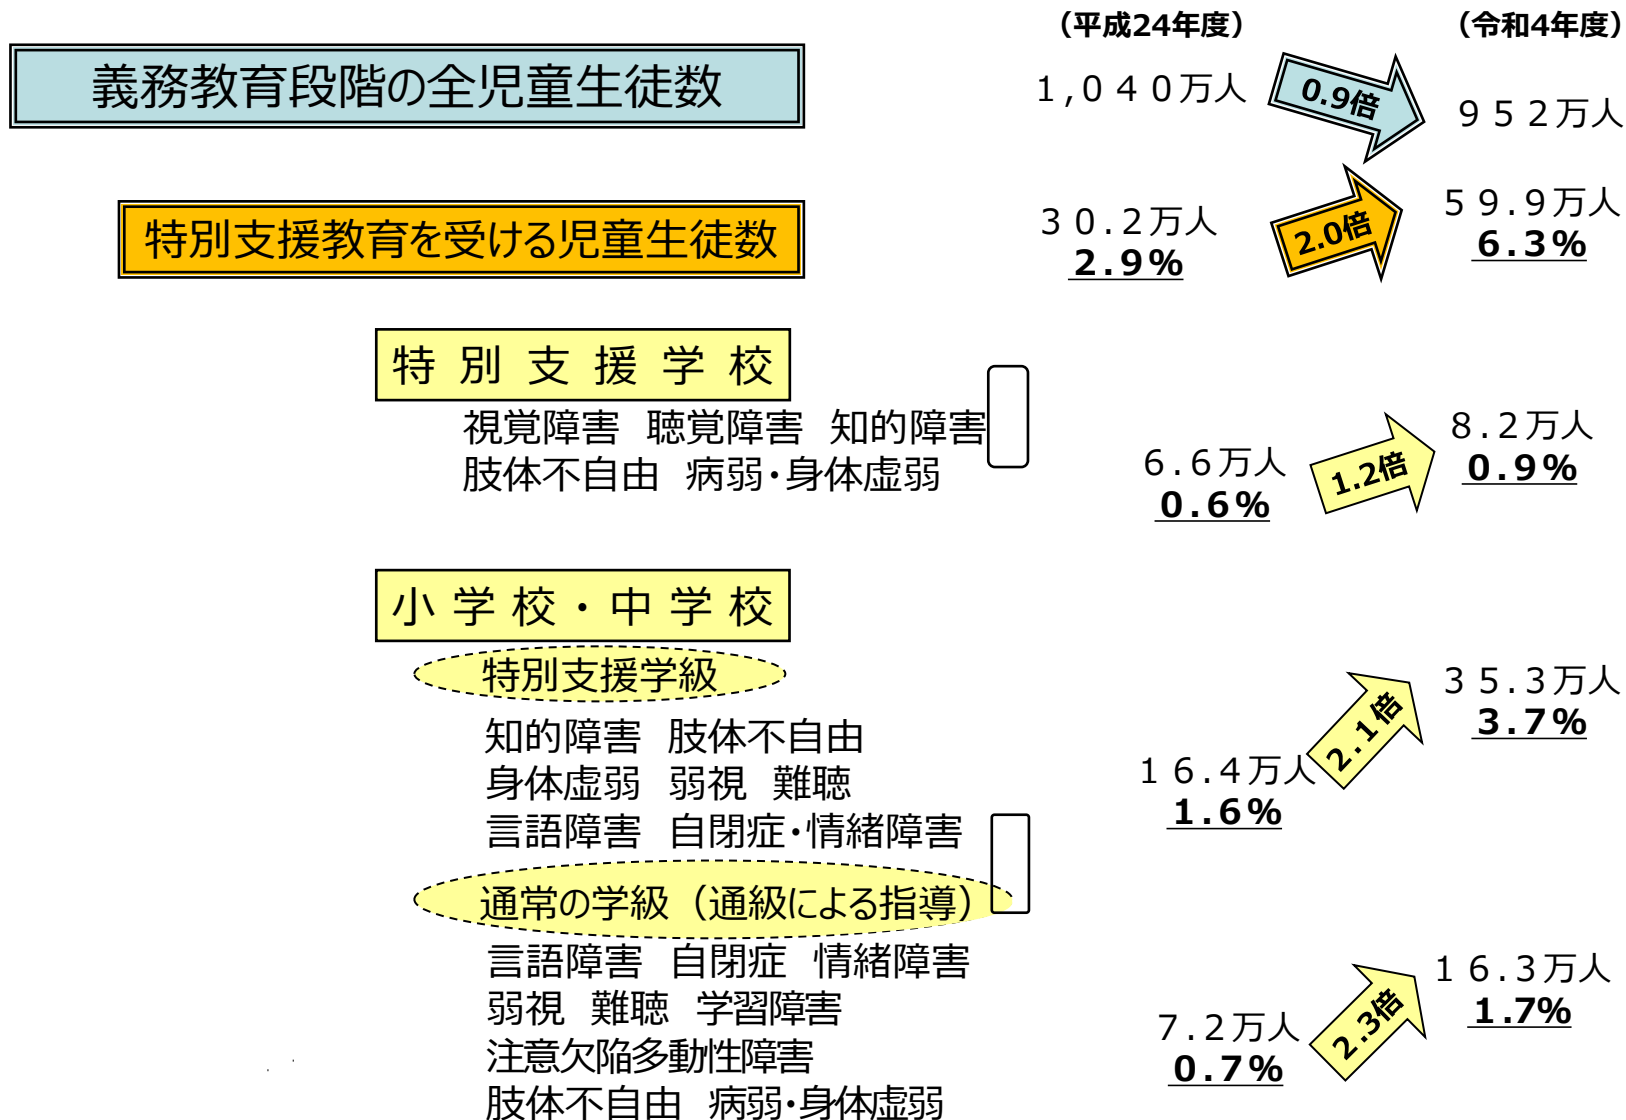 （平成24年度） （令和4年度）
義務教育段階の全児童生徒数
1,040万人 0.9倍 952万人
特別支援教育を受ける児童生徒数
30.2万人 2.0倍 59.9万人
2.9% 6.3%
特別支援学校
視覚障害 聴覚障害 知的障害
肢体不自由 病弱・身体虚弱
6.6万人 1.2倍 8.2万人
0.6% 0.9%
小学校・中学校
特別支援学級
知的障害 肢体不自由
身体虚弱 弱視 難聴
言語障害 自閉症・情緒障害
16.4万人 2.1倍 35.3万人
1.6% 3.7%
通常の学級（通級による指導）
言語障害 自閉症 情緒障害
弱視 難聴 学習障害
注意欠陥多動性障害
肢体不自由 病弱・身体虚弱
7.2万人 2.3倍 16.3万人
0.7% 1.7%